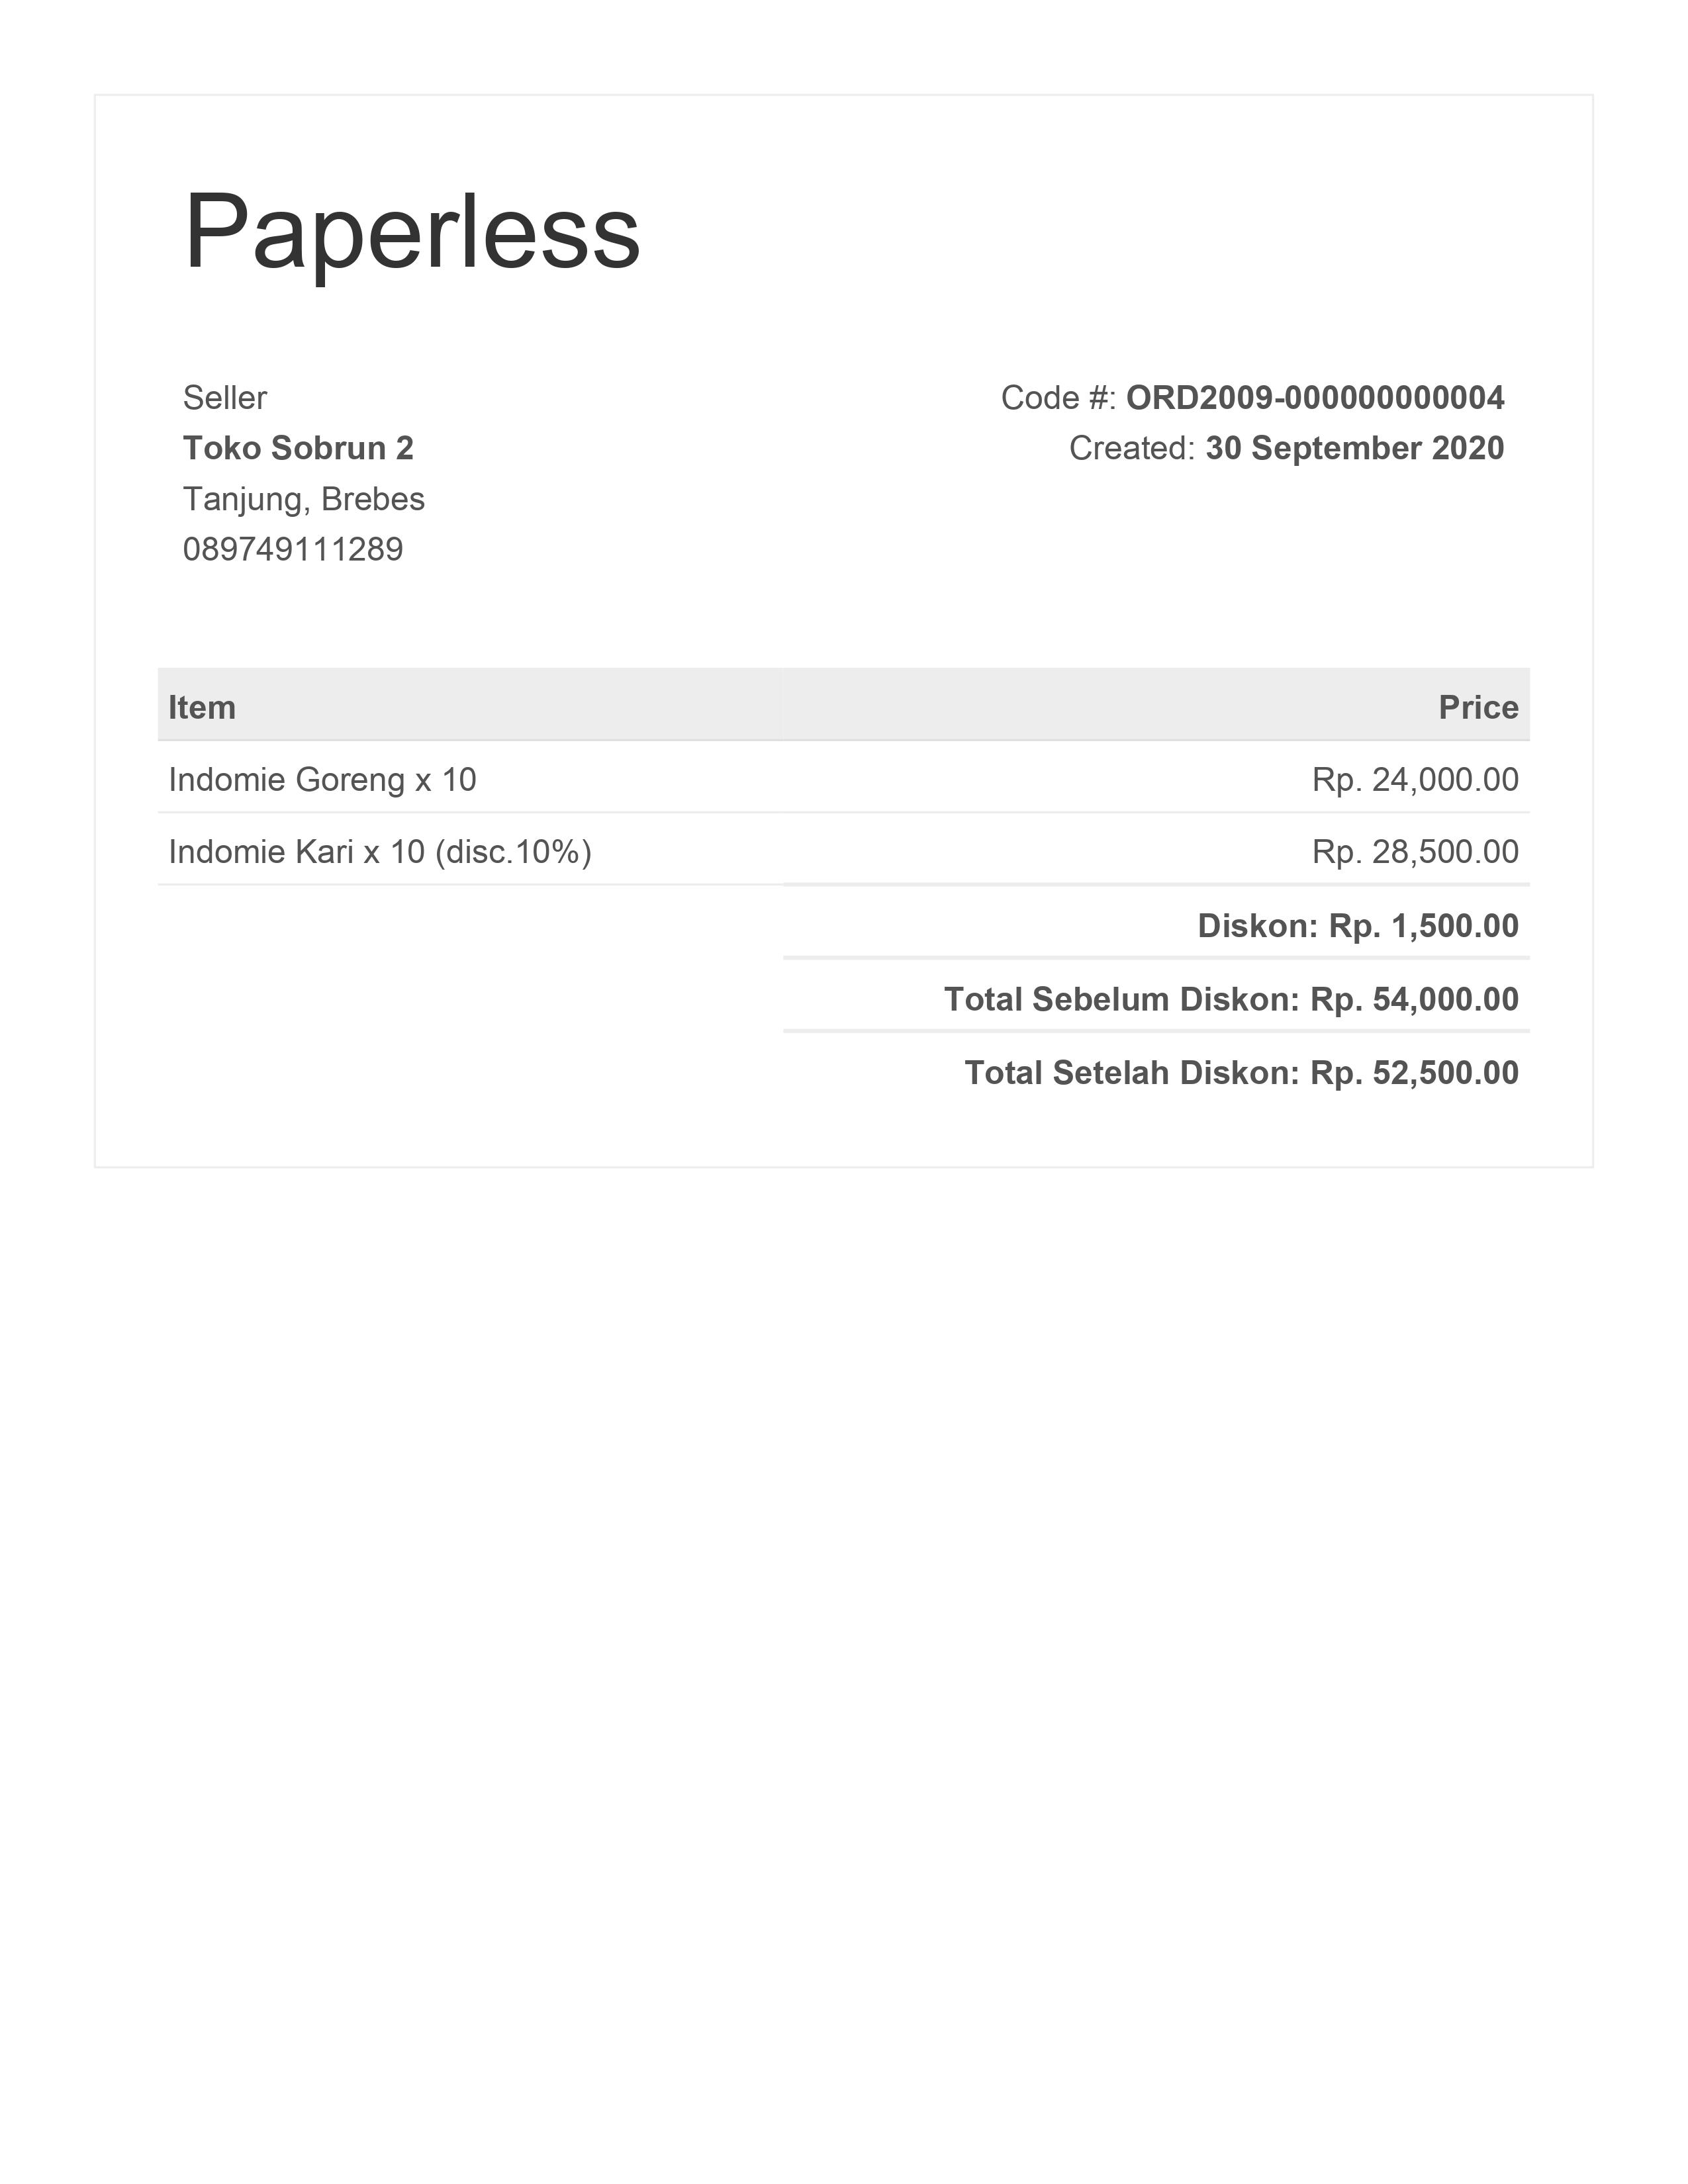 Paperless
Seller
Toko Sobrun 2
Tanjung, Brebes
089749111289
Code #: ORD2009-000000000004
Created: 30 September 2020
Item Price
Indomie Goreng x 10 Rp. 24,000.00
Indomie Kari x 10 (disc.10%) Rp. 28,500.00
Diskon: Rp. 1,500.00
Total Sebelum Diskon: Rp. 54,000.00
Total Setelah Diskon: Rp. 52,500.00